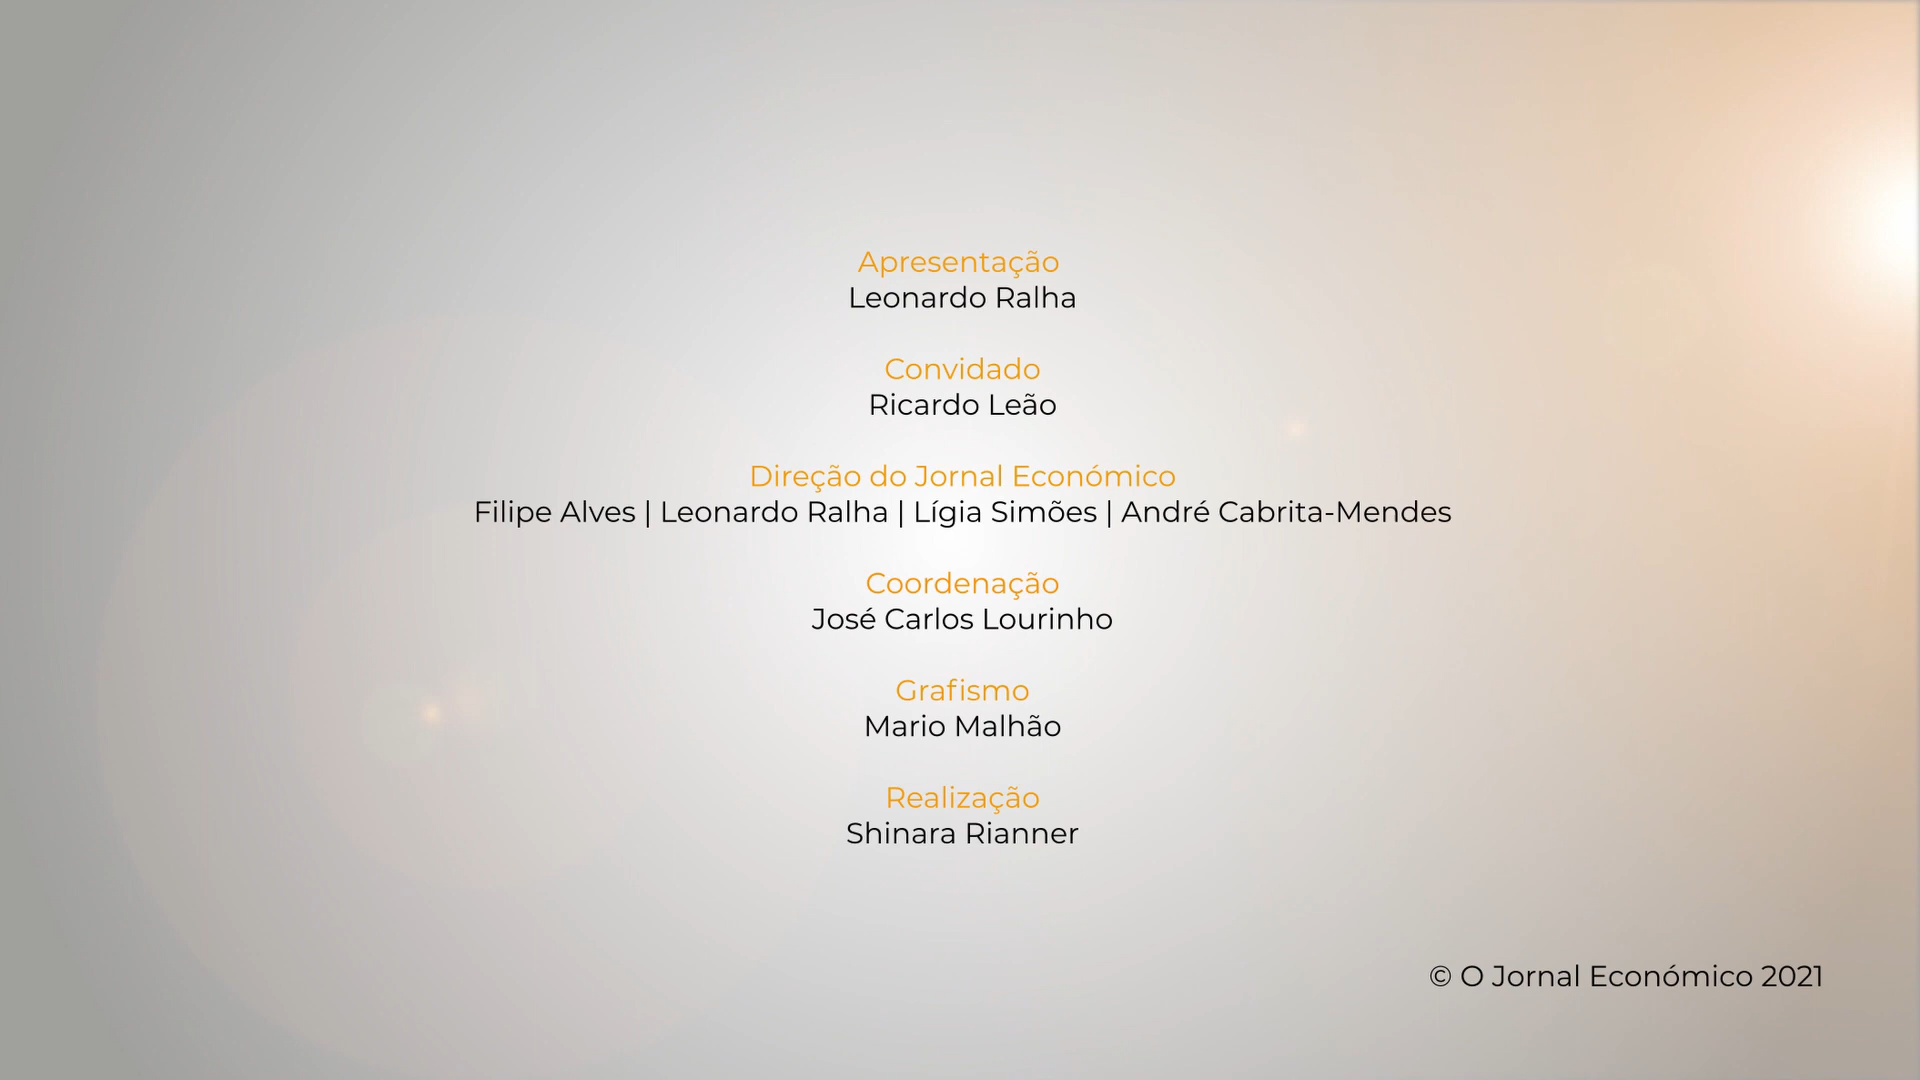 Apresentação
Leonardo Ralha
Convidado
Ricardo Leão
Direção do Jornal Económico
Filipe Alves | Leonardo Ralha | Lígia Simões | André Cabrita-Mendes
Coordenação
José Carlos Lourinho
Grafismo
Mario Malhão
Realização
Shinara Rianner
© O Jornal Económico 2021